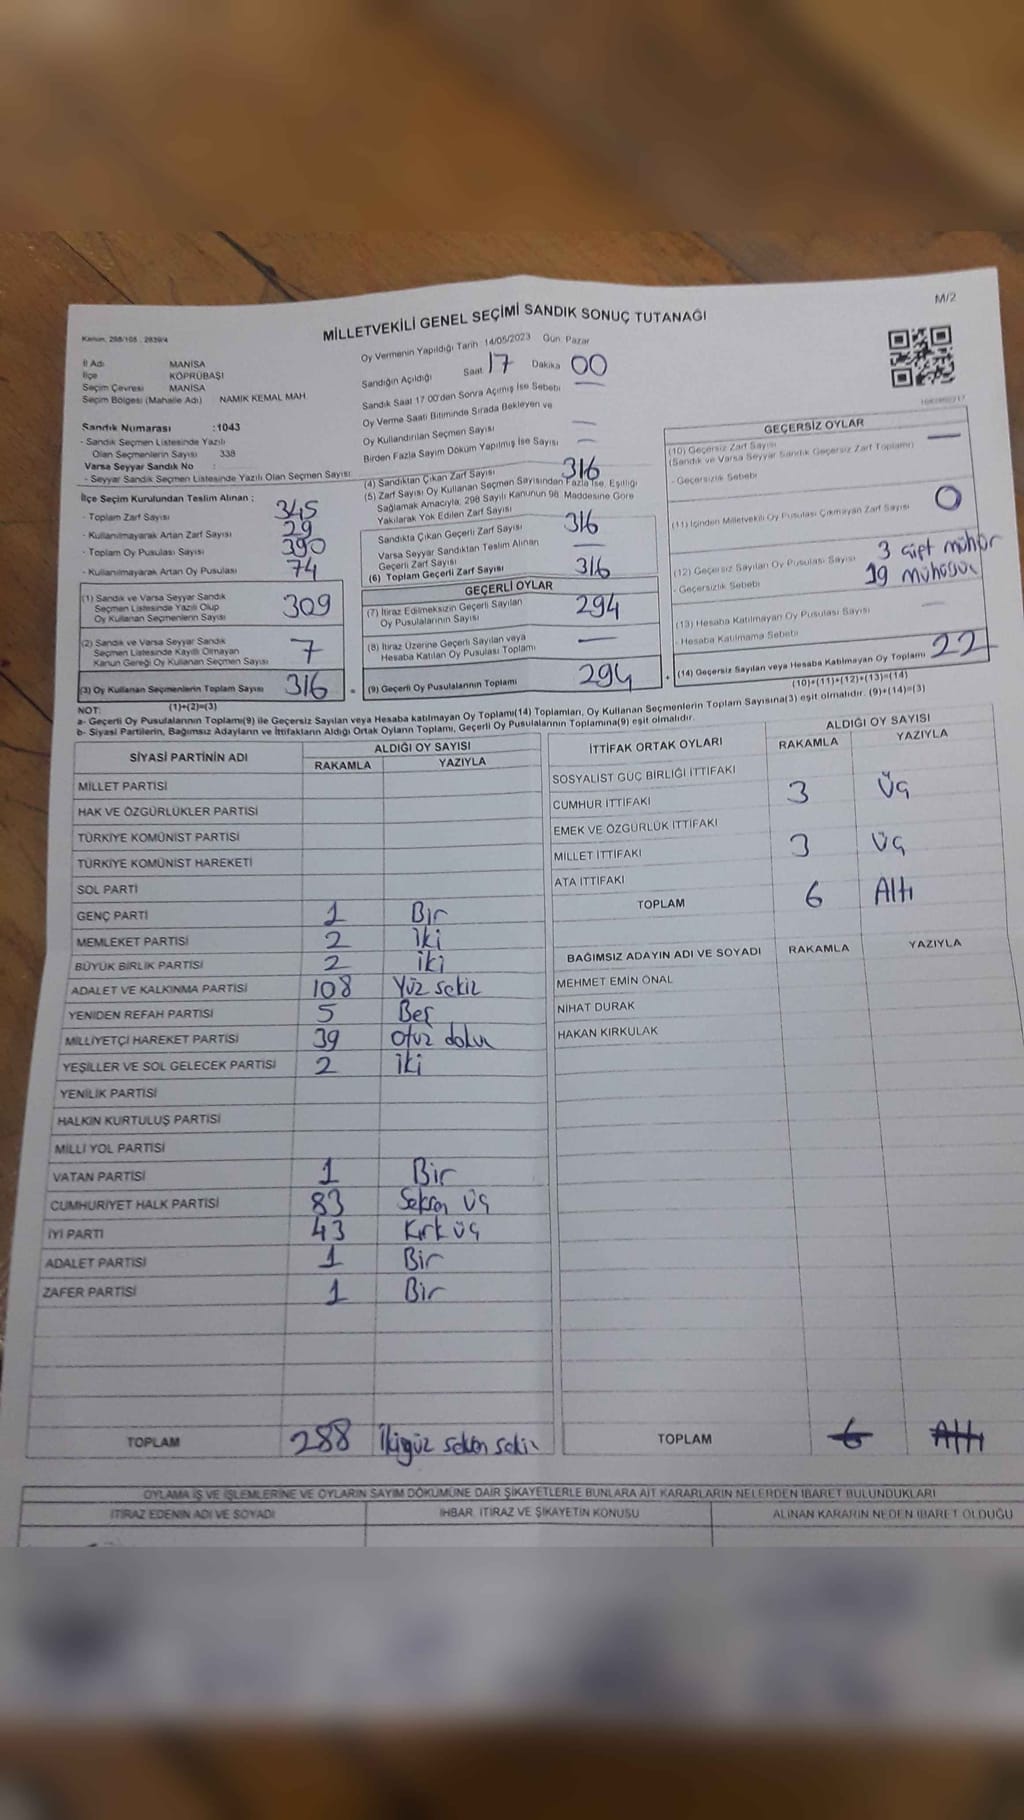 M/2
MİLLETVEKİLİ GENEL SEÇİMİ SANDIK SONUÇ TUTANAĞI
Oy Vermenin Yapıldığı Tarih 14/05/2023 Gün Pazar
İl Adı MANİSA
İlçe KÖPRÜBAŞI
Seçim Çevresi MANİSA
Seçim Bölgesi (Mahalle Adı) NAMIK KEMAL MAH.
Sandık Numarası :1043
- Sandık Seçmen Listesinde Yazılı
Olan Seçmenlerin Sayısı 338
Varsa Seyyar Sandık No :
- Seyyar Sandık Seçmen Listesinde Yazılı Olan Seçmen Sayısı:
İlçe Seçim Kurulundan Teslim Alınan :
- Toplam Zarf Sayısı 345
- Kullanılmayarak Artan Zarf Sayısı 29
- Toplam Oy Pusulası Sayısı 390
- Kullanılmayarak Artan Oy Pusulası 74
(1) Sandık ve Varsa Seyyar Sandık
Seçmen Listesinde Yazılı Olup
Oy Kullanan Seçmenlerin Sayısı 309
(2) Sandık ve Varsa Seyyar Sandık
Seçmen Listesinde Kayıtlı Olmayan
Kanun Gereği Oy Kullanan Seçmen Sayısı 7
(3) Oy Kullanan Seçmenlerin Toplam Sayısı 316
(1)+(2)=(3)
Sandığın Açıldığı Saat 17 Dakika 00
Sandık Saat 17 00'den Sonra Açımış İse Sebebi —
Oy Verme Saati Bitiminde Sırada Bekleyen ve
Oy Kullandırılan Seçmen Sayısı —
Birden Fazla Sayım Döküm Yapılmış İse Sayısı —
(4) Sandıktan Çıkan Zarf Sayısı 316
(5) Zarf Sayısı Oy Kullanan Seçmen Sayısından Fazla İse, Eşitliği
Sağlamak Amacıyla, 298 Sayılı Kanunun 98. Maddesine Göre
Yakılarak Yok Edilen Zarf Sayısı
Sandıkta Çıkan Geçerli Zarf Sayısı 316
Varsa Seyyar Sandıktan Teslim Alınan
Geçerli Zarf Sayısı —
(6) Toplam Geçerli Zarf Sayısı 316
GEÇERLİ OYLAR
(7) İtiraz Edilmeksizin Geçerli Sayılan
Oy Pusulalarının Sayısı 294
(8) İtiraz Üzerine Geçerli Sayılan veya
Hesaba Katılan Oy Pusulası Toplamı —
= (9) Geçerli Oy Pusulalarının Toplamı 294 +
GEÇERSİZ OYLAR
(10) Geçersiz Zarf Sayısı —
(Sandık ve Varsa Seyyar Sandık Geçersiz Zarf Toplamı)
- Geçersizlik Sebebi
(11) İçinden Milletvekili Oy Pusulası Çıkmayan Zarf Sayısı 0
(12) Geçersiz Sayılan Oy Pusulası Sayısı 3 çift mühür
- Geçersizlik Sebebi 19 mühürsüz
(13) Hesaba Katılmayan Oy Pusulası Sayısı —
- Hesaba Katılmama Sebebi
(14) Geçersiz Sayılan veya Hesaba Katılmayan Oy Toplamı 22
(10)+(11)+(12)+(13)=(14)
NOT:
a- Geçerli Oy Pusulalarının Toplamı(9) ile Geçersiz Sayılan veya Hesaba katılmayan Oy Toplam(14) Toplamları, Oy Kullanan Seçmenlerin Toplam Sayısına(3) eşit olmalıdır. (9)+(14)=(3)
b- Siyasi Partilerin, Bağımsız Adayların ve İttifakların Aldığı Ortak Oyların Toplamı, Geçerli Oy Pusulalarının Toplamına(9) eşit olmalıdır.
SİYASİ PARTİNİN ADI ALDIĞI OY SAYISI
RAKAMLA YAZIYLA
MİLLET PARTİSİ
HAK VE ÖZGÜRLÜKLER PARTİSİ
TÜRKİYE KOMÜNİST PARTİSİ
TÜRKİYE KOMÜNİST HAREKETİ
SOL PARTİ
GENÇ PARTİ 1 Bir
MEMLEKET PARTİSİ 2 İki
BÜYÜK BİRLİK PARTİSİ 2 İki
ADALET VE KALKINMA PARTİSİ 108 Yüz sekiz
YENİDEN REFAH PARTİSİ 5 Beş
MİLLİYETÇİ HAREKET PARTİSİ 39 Otuz dokuz
YEŞİLLER VE SOL GELECEK PARTİSİ 2 İki
YENİLİK PARTİSİ
HALKIN KURTULUŞ PARTİSİ
MİLLİ YOL PARTİSİ
VATAN PARTİSİ 1 Bir
CUMHURİYET HALK PARTİSİ 83 Seksen üç
İYİ PARTİ 43 Kırk üç
ADALET PARTİSİ 1 Bir
ZAFER PARTİSİ 1 Bir
TOPLAM 288 İkiyüz seksen sekiz
İTTİFAK ORTAK OYLARI ALDIĞI OY SAYISI
RAKAMLA YAZIYLA
SOSYALİST GÜÇ BİRLİĞİ İTTİFAKI
CUMHUR İTTİFAKI 3 Üç
EMEK VE ÖZGÜRLÜK İTTİFAKI
MİLLET İTTİFAKI 3 Üç
ATA İTTİFAKI
TOPLAM 6 Altı
BAĞIMSIZ ADAYIN ADI VE SOYADI RAKAMLA YAZIYLA
MEHMET EMİN ÖNAL
NİHAT DURAK
HAKAN KIRKULAK
TOPLAM 6 Altı
OYLAMA İŞ VE İŞLEMLERİNE VE OYLARIN SAYIM DÖKÜMÜNE DAİR ŞİKAYETLERLE BUNLARA AİT KARARLARIN NELERDEN İBARET BULUNDUKLARI
İTİRAZ EDENİN ADI VE SOYADI İHBAR, İTİRAZ VE ŞİKAYETİN KONUSU ALINAN KARARIN NEDEN İBARET OLDUĞU